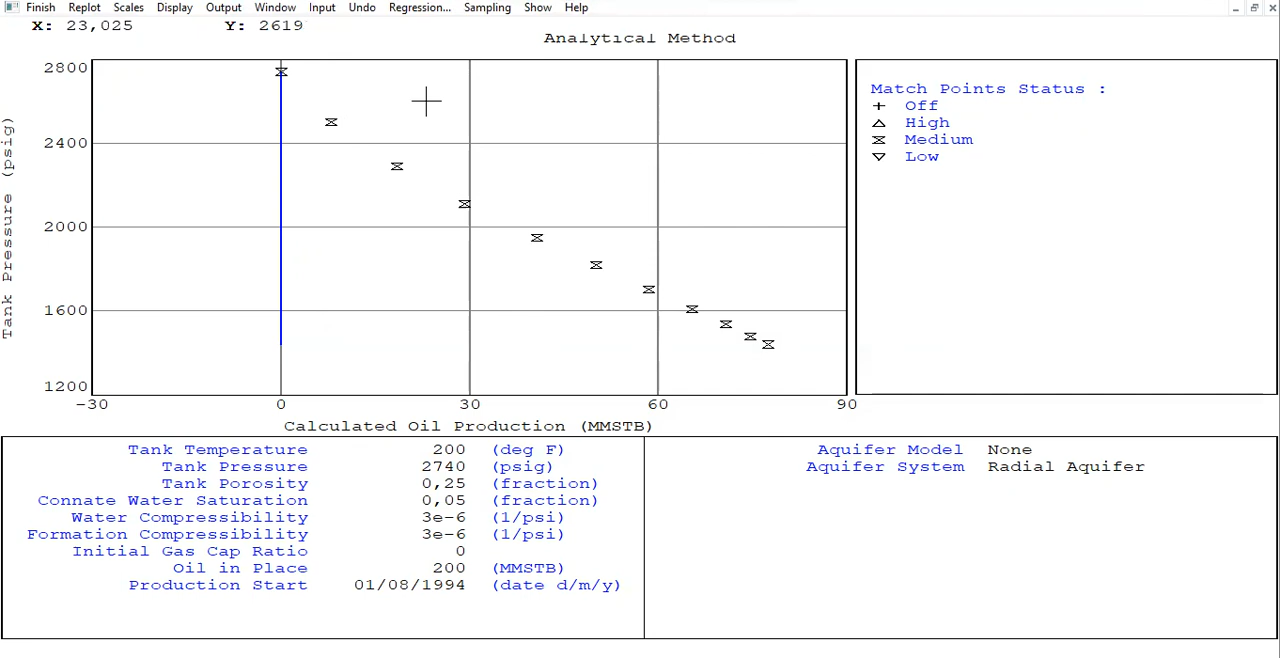 Finish Replot Scales Display Output Window Input Undo Regression... Sampling Show Help
X: 23,025 Y: 2619
Analytical Method
2800
2400
2000
1600
1200
Tank Pressure (psig)
-30 0 30 60 90
Calculated Oil Production (MMSTB)
Match Points Status :
Off
High
Medium
Low
Tank Temperature 200 (deg F)
Tank Pressure 2740 (psig)
Tank Porosity 0,25 (fraction)
Connate Water Saturation 0,05 (fraction)
Water Compressibility 3e-6 (1/psi)
Formation Compressibility 3e-6 (1/psi)
Initial Gas Cap Ratio 0
Oil in Place 200 (MMSTB)
Production Start 01/08/1994 (date d/m/y)
Aquifer Model None
Aquifer System Radial Aquifer